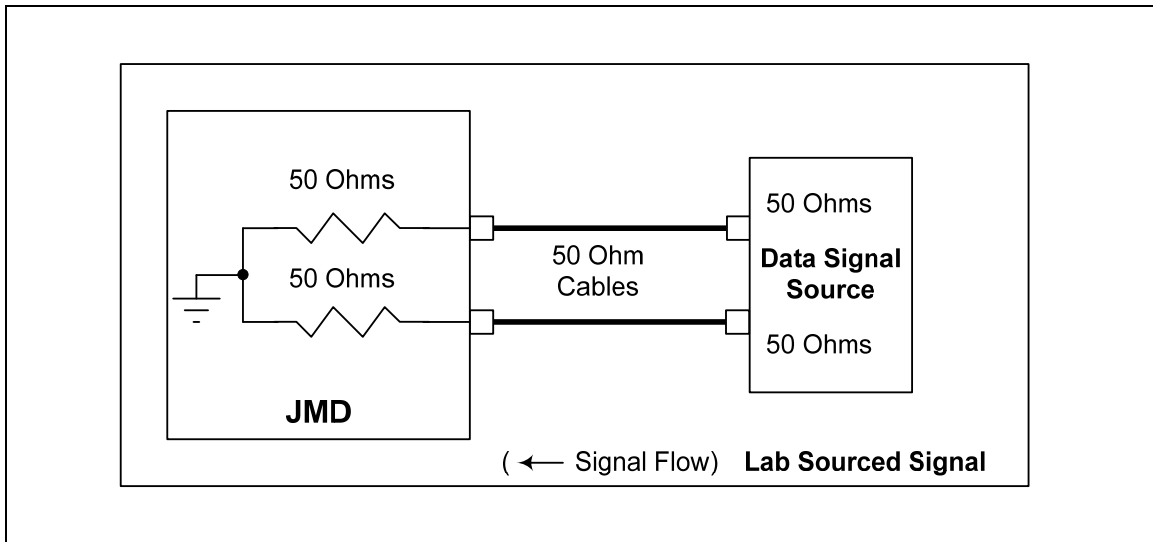 50 Ohms
50 Ohms
JMD
50 Ohm
Cables
50 Ohms
Data Signal
Source
50 Ohms
( ← Signal Flow) Lab Sourced Signal